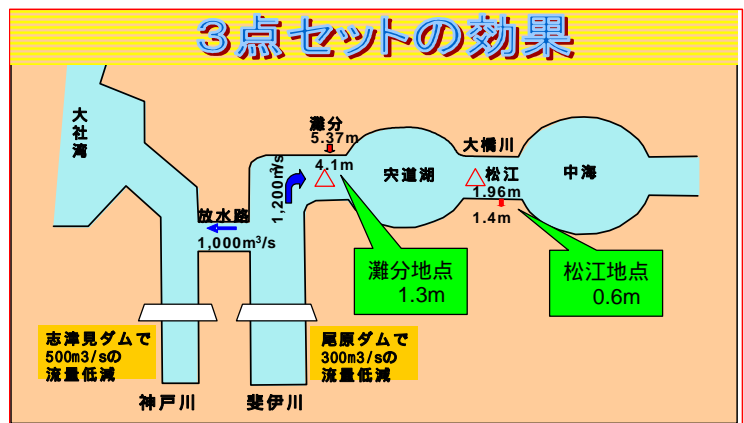 ３点セットの効果
大社湾
灘分
5.37m
4.1m
1,200m³/s
宍道湖
大橋川
松江
1.96m
1.4m
中海
放水路
1,000m³/s
灘分地点
1.3m
松江地点
0.6m
志津見ダムで
500m3/sの
流量低減
尾原ダムで
300m3/sの
流量低減
神戸川
斐伊川